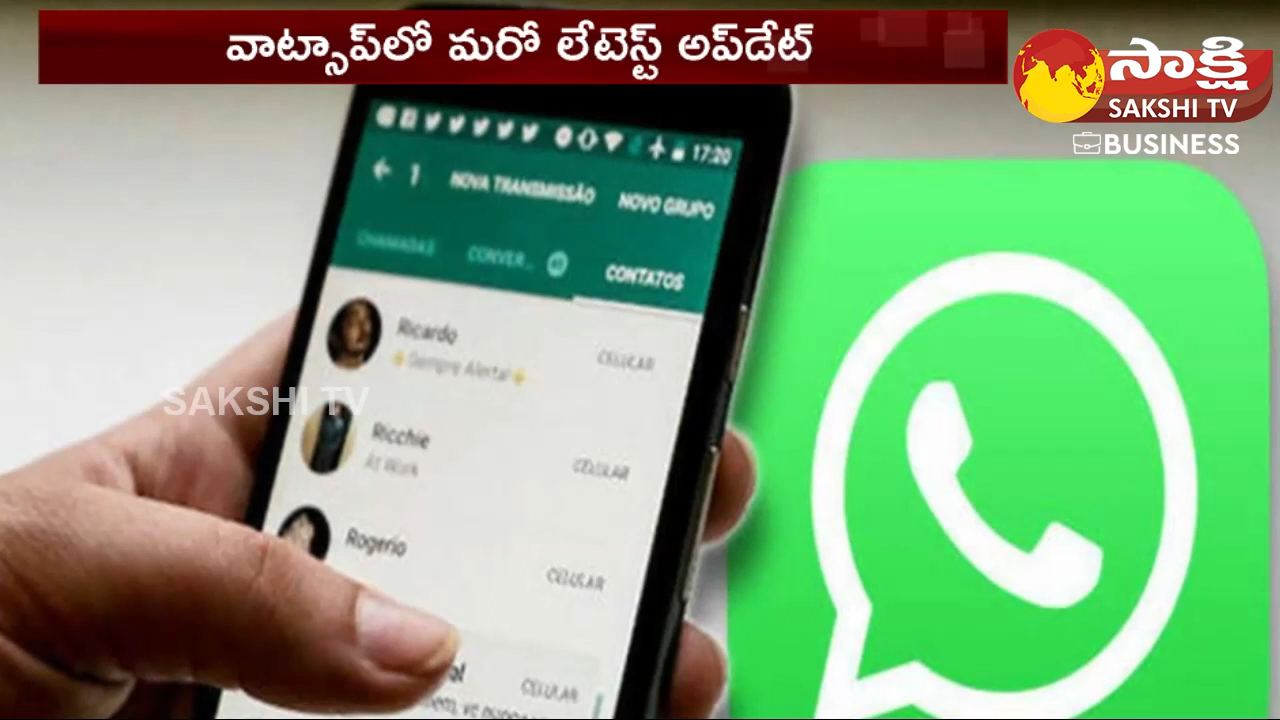 వాట్సాప్‌లో మరో లేటెస్ట్ అప్‌డేట్
సాక్షి
SAKSHI TV
BUSINESS
17:20
1 NOVA TRANSMISSÃO NOVO GRUPO
CHAMADAS CONVER... CONTATOS
Ricardo
Sempre Alerta! CELULAR
SAKSHI TV
Ricchie
At Work CELULAR
Rogerio
CELULAR
CELULAR